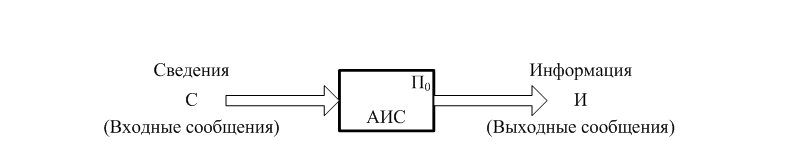 Сведения
С
(Входные сообщения)
П₀
АИС
Информация
И
(Выходные сообщения)